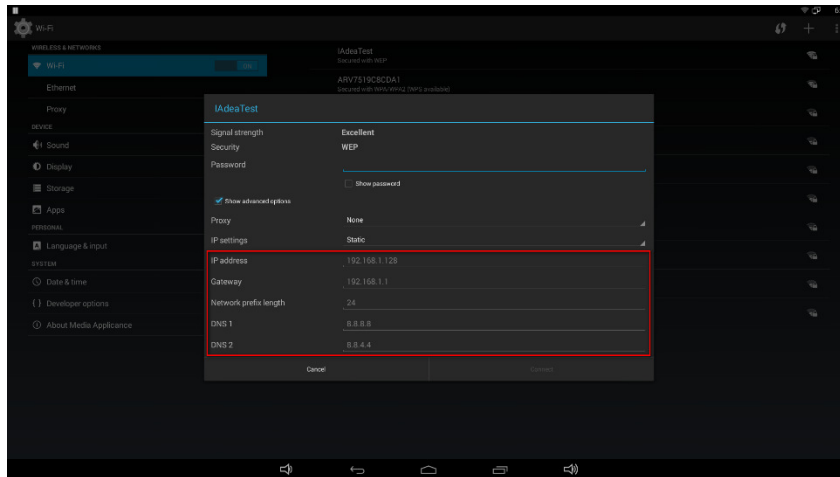 6
Wi-Fi
WIRELESS & NETWORKS
Wi-Fi ON
Ethernet
Proxy
DEVICE
Sound
Display
Storage
Apps
PERSONAL
Language & input
SYSTEM
Date & time
{ } Developer options
About Media Applicance
IAdeaTest
Secured with WEP
ARV7519C8CDA1
Secured with WPA/WPA2 (WPS available)
IAdeaTest
Signal strength Excellent
Security WEP
Password
Show password
Show advanced options
Proxy None
IP settings Static
IP address 192.168.1.128
Gateway 192.168.1.1
Network prefix length 24
DNS 1 8.8.8.8
DNS 2 8.8.4.4
Cancel Connect